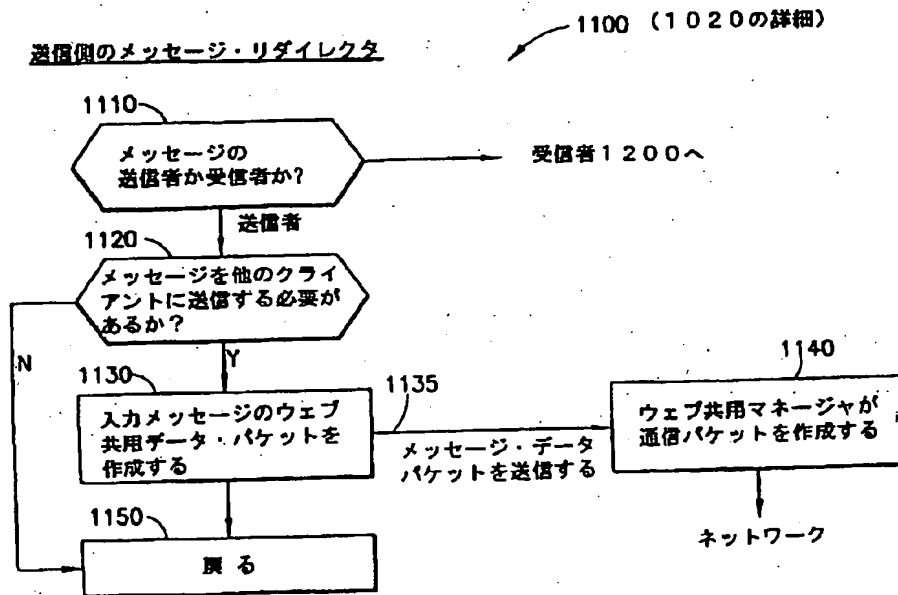 1100 (1020の詳細)
送信側のメッセージ・リダイレクタ
1110
メッセージの
送信者か受信者か?
受信者1200へ
送信者
1120
メッセージを他のクライ
アントに送信する必要が
あるか?
N
Y
1130
入力メッセージのウェブ
共用データ・パケットを
作成する
1135
メッセージ・データ
パケットを送信する
1140
ウェブ共用マネージャが
通信パケットを作成する
ネットワーク
1150
戻る